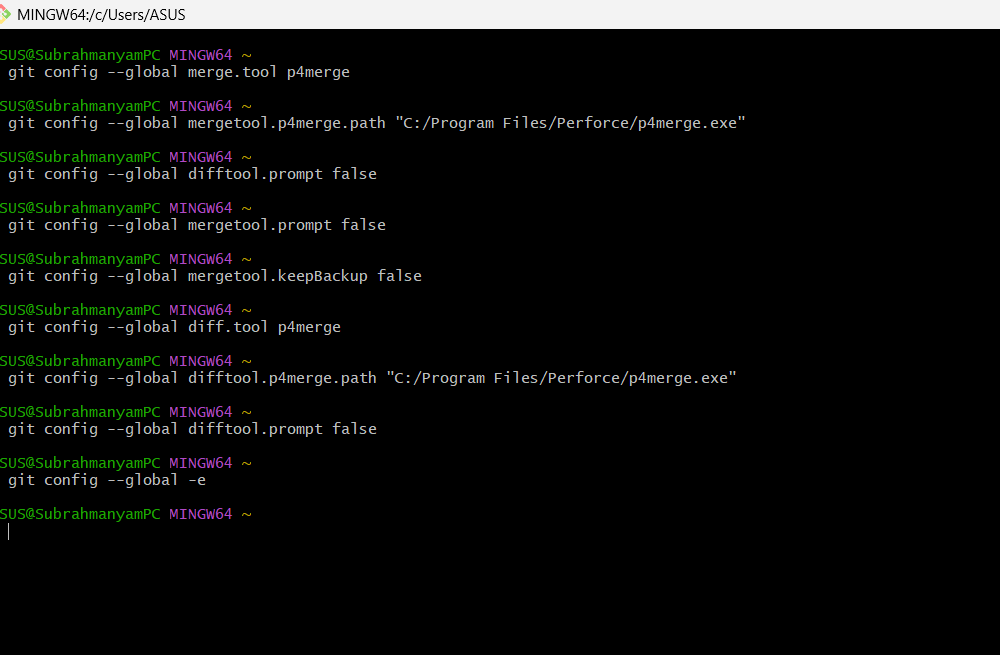 MINGW64:/c/Users/ASUS
SUS@SubrahmanyamPC MINGW64 ~
git config --global merge.tool p4merge
SUS@SubrahmanyamPC MINGW64 ~
git config --global mergetool.p4merge.path "C:/Program Files/Perforce/p4merge.exe"
SUS@SubrahmanyamPC MINGW64 ~
git config --global difftool.prompt false
SUS@SubrahmanyamPC MINGW64 ~
git config --global mergetool.prompt false
SUS@SubrahmanyamPC MINGW64 ~
git config --global mergetool.keepBackup false
SUS@SubrahmanyamPC MINGW64 ~
git config --global diff.tool p4merge
SUS@SubrahmanyamPC MINGW64 ~
git config --global difftool.p4merge.path "C:/Program Files/Perforce/p4merge.exe"
SUS@SubrahmanyamPC MINGW64 ~
git config --global difftool.prompt false
SUS@SubrahmanyamPC MINGW64 ~
git config --global -e
SUS@SubrahmanyamPC MINGW64 ~